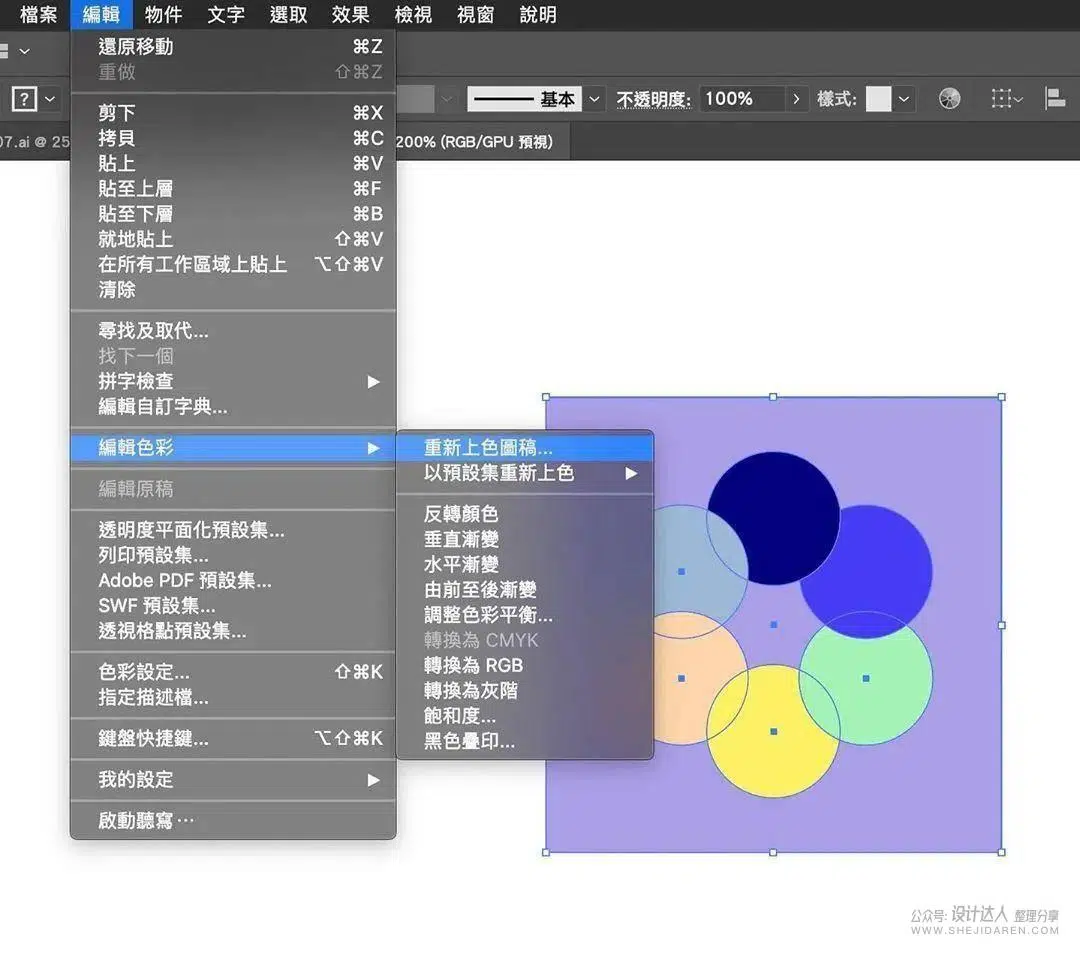 檔案 編輯 物件 文字 選取 效果 檢視 視窗 說明
還原移動 ⌘Z
重做 ⇧⌘Z
? 基本 不透明度: 100% 樣式:
07.ai @ 25 200% (RGB/GPU 預視)
剪下 ⌘X
拷貝 ⌘C
貼上 ⌘V
貼至上層 ⌘F
貼至下層 ⌘B
就地貼上 ⇧⌘V
在所有工作區域上貼上 ⌥⇧⌘V
清除
尋找及取代...
找下一個
拼字檢查
編輯自訂字典...
編輯色彩
編輯原稿
透明度平面化預設集...
列印預設集...
Adobe PDF 預設集...
SWF 預設集...
透視格點預設集...
色彩設定... ⇧⌘K
指定描述檔...
鍵盤快捷鍵... ⌥⇧⌘K
我的設定
啟動聽寫⋯
重新上色圖稿...
以預設集重新上色
反轉顏色
垂直漸變
水平漸變
由前至後漸變
調整色彩平衡...
轉換為 CMYK
轉換為 RGB
轉換為灰階
飽和度...
黑色疊印...
公众号: 设计达人 整理分享
WWW.SHEJIDAREN.COM